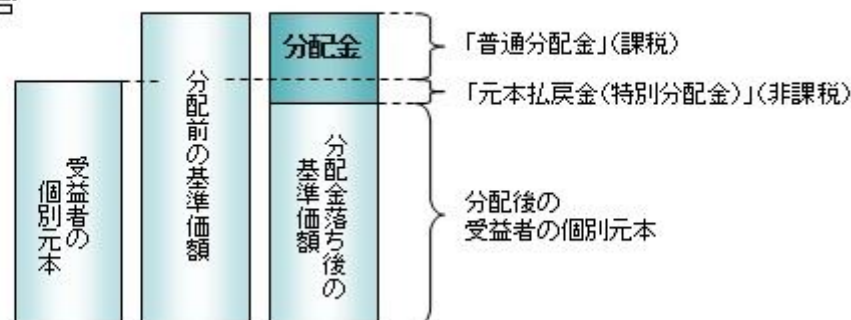 分配金
「普通分配金」(課税)
「元本払戻金(特別分配金)」(非課税)
受益者の
個別元本
分配前の基準価額
分配金落ち後の
基準価額
分配後の
受益者の個別元本